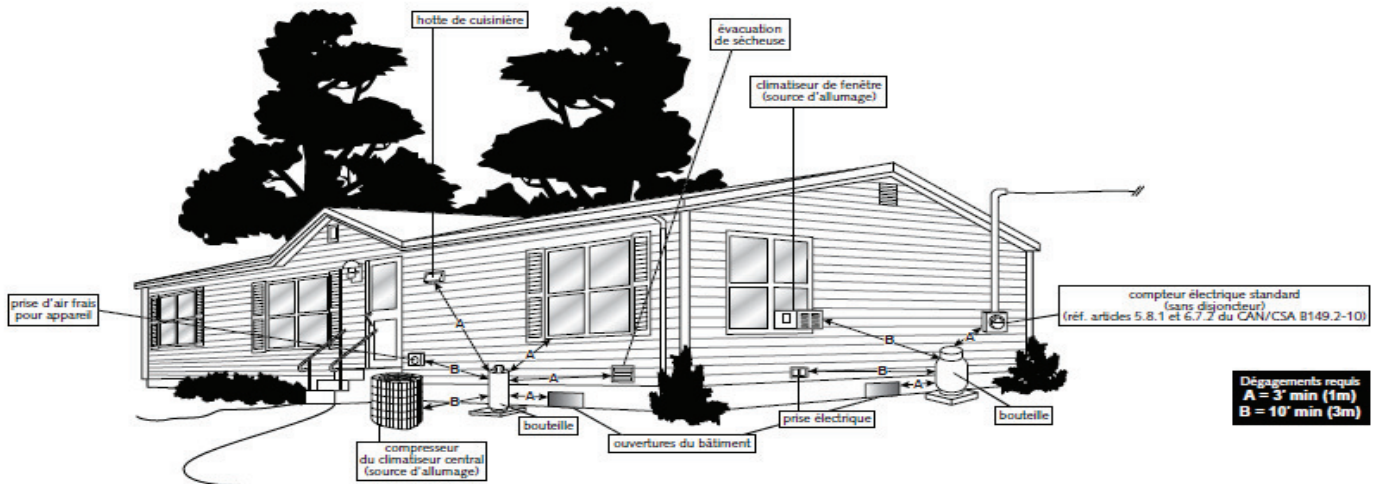 hotte de cuisinière
évacuation
de sécheuse
climatiseur de fenêtre
(source d'allumage)
prise d'air frais
pour appareil
compteur électrique standard
(sans disjoncteur)
(réf. articles 5.8.1 et 6.7.2 du CAN/CSA B149.2-10)
A
A
B
A
B
A
B
A
B
A
Dégagements requis
A = 3' min (1m)
B = 10' min (3m)
bouteille
prise électrique
bouteille
ouvertures du bâtiment
compresseur
du climatiseur central
(source d'allumage)